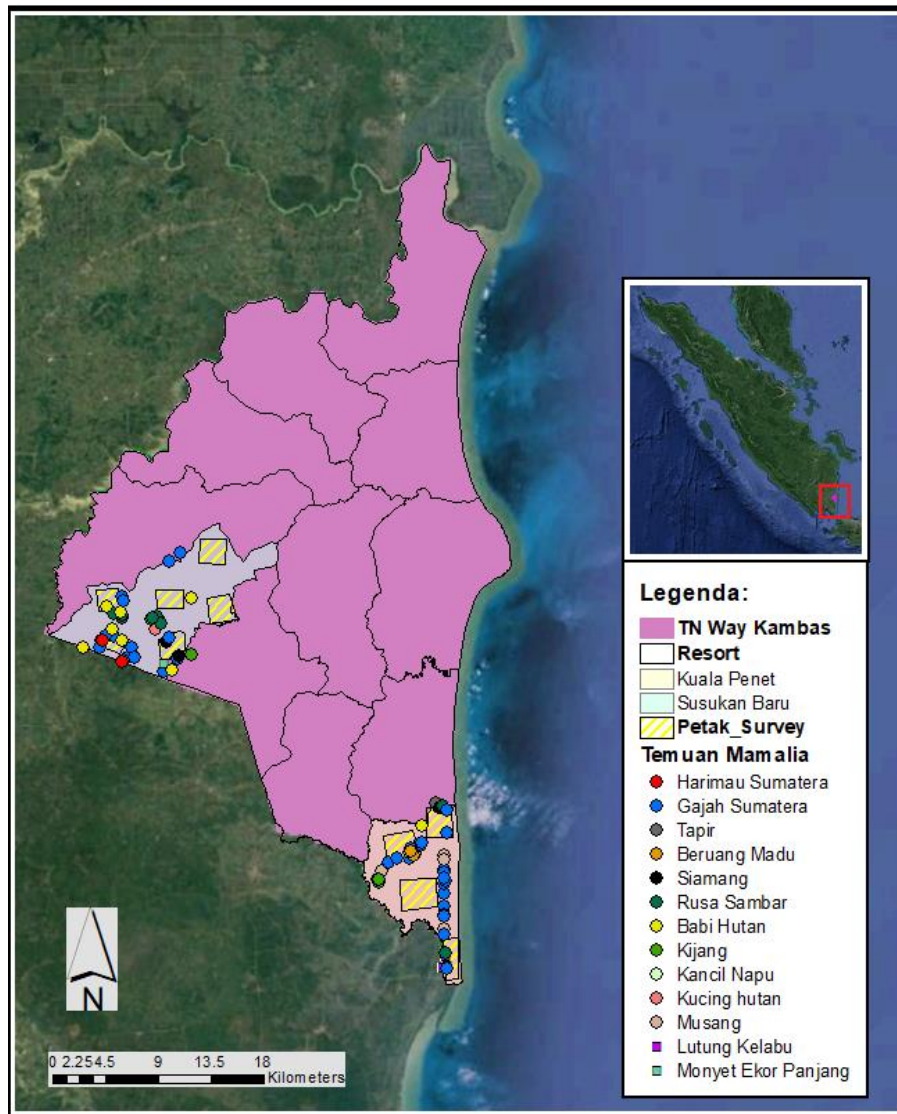 Legenda:
TN Way Kambas
Resort
Kuala Penet
Susukan Baru
Petak_Survey
Temuan Mamalia
Harimau Sumatera
Gajah Sumatera
Tapir
Beruang Madu
Siamang
Rusa Sambar
Babi Hutan
Kijang
Kancil Napu
Kucing hutan
Musang
Lutung Kelabu
Monyet Ekor Panjang
N
0 2.254.5 9 13.5 18
Kilometers